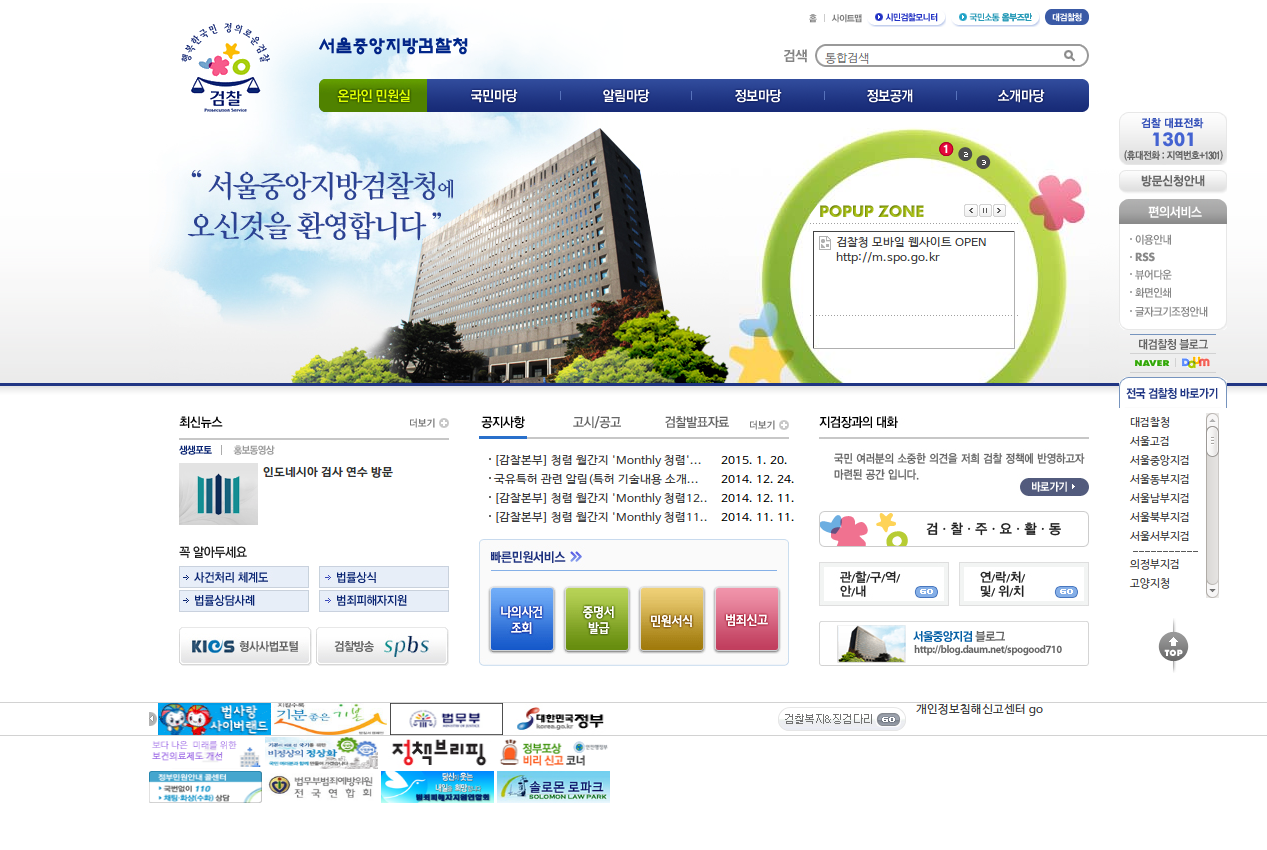 홈 사이트맵 시민검찰모니터 국민소통 옴부즈만 대검찰청
행복한국민 정의로운검찰
검찰
Prosecution Service
서울중앙지방검찰청
검색 통합검색
온라인 민원실 국민마당 알림마당 정보마당 정보공개 소개마당
“ 서울중앙지방검찰청에
오신것을 환영합니다 ”
1 2 3
POPUP ZONE
검찰청 모바일 웹사이트 OPEN
http://m.spo.go.kr
검찰 대표전화
1301
(휴대전화 : 지역번호+1301)
방문신청안내
편의서비스
· 이용안내
· RSS
· 뷰어다운
· 화면인쇄
· 글자크기조정안내
대검찰청 블로그
NAVER Daum
전국 검찰청 바로가기
대검찰청
서울고검
서울중앙지검
서울동부지검
서울남부지검
서울북부지검
서울서부지검
-----------
의정부지검
고양지청
TOP
최신뉴스 더보기
생생포토 홍보동영상
인도네시아 검사 연수 방문
꼭 알아두세요
사건처리 체계도 법률상식
법률상담사례 범죄피해자지원
KICS 형사사법포털 검찰방송 spbs
공지사항 고시/공고 검찰발표자료 더보기
· [감찰본부] 청렴 월간지 'Monthly 청렴'... 2015. 1. 20.
· 국유특허 관련 알림(특허 기술내용 소개... 2014. 12. 24.
· [감찰본부] 청렴 월간지 'Monthly 청렴12.. 2014. 12. 11.
· [감찰본부] 청렴 월간지 'Monthly 청렴11.. 2014. 11. 11.
빠른민원서비스
나의사건
조회
증명서
발급
민원서식
범죄신고
지검장과의 대화
국민 여러분의 소중한 의견을 저희 검찰 정책에 반영하고자
마련된 공간 입니다.
바로가기
검 · 찰 · 주 · 요 · 활 · 동
관/할/구/역/
안/내 GO
연/락/처/
및/ 위/치 GO
서울중앙지검 블로그
http://blog.daum.net/spogood710
법사랑
사이버랜드
기분좋은 기본
법무부
MINISTRY OF JUSTICE
대한민국정부
korea.go.kr
검찰복지&징검다리 GO
개인정보침해신고센터 go
보다 나은 미래를 위한
보건의료제도 개선
비정상의 정상화
정책브리핑
정부포상
비리 신고 코너
정부민원안내 콜센터
국번없이 110
채팅·화상(수화) 상담
법무부범죄예방위원
전국연합회
당신의 웃는
내일을 희망합니다
범죄피해자지원연합회
솔로몬 로파크
SOLOMON LAW PARK